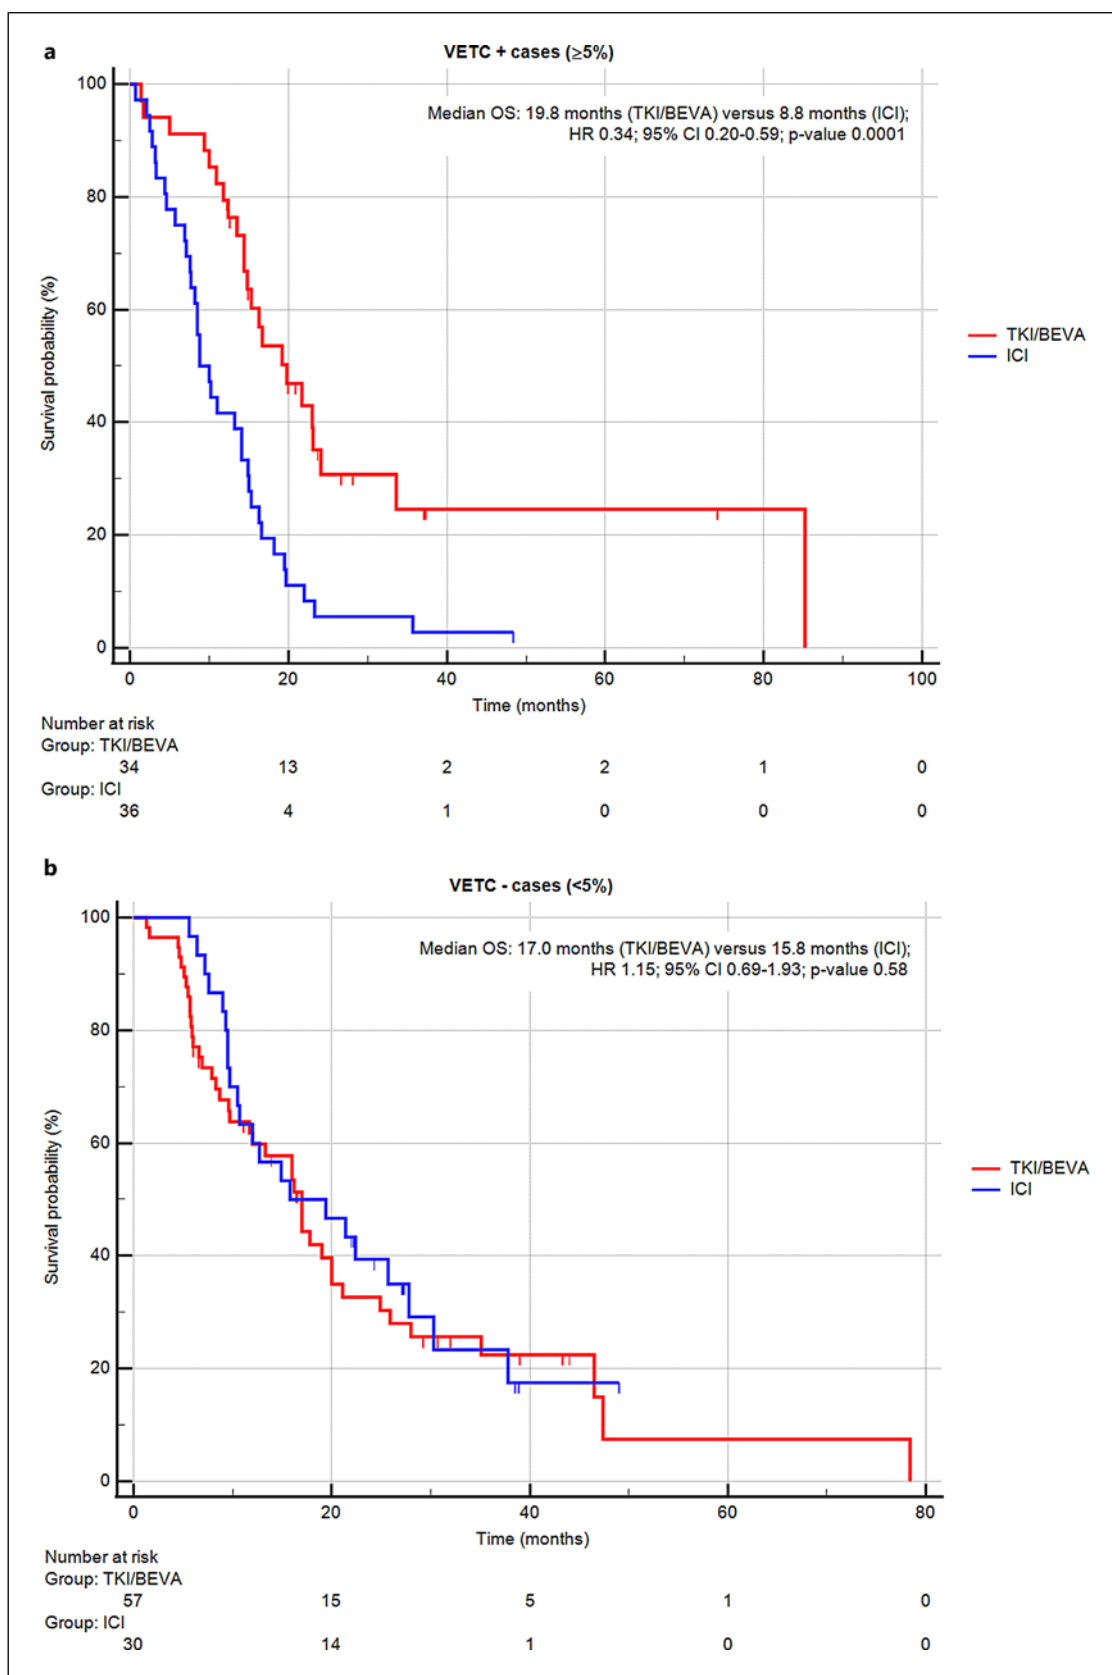 a
VETC + cases (≥5%)
Median OS: 19.8 months (TKI/BEVA) versus 8.8 months (ICI);
HR 0.34; 95% CI 0.20-0.59; p-value 0.0001
100
80
60
40
20
0
Survival probability (%)
TKI/BEVA
ICI
0 20 40 60 80 100
Time (months)
Number at risk
Group: TKI/BEVA
34 13 2 2 1 0
Group: ICI
36 4 1 0 0 0
b
VETC - cases (<5%)
Median OS: 17.0 months (TKI/BEVA) versus 15.8 months (ICI);
HR 1.15; 95% CI 0.69-1.93; p-value 0.58
100
80
60
40
20
0
Survival probability (%)
TKI/BEVA
ICI
0 20 40 60 80
Time (months)
Number at risk
Group: TKI/BEVA
57 15 5 1 0
Group: ICI
30 14 1 0 0